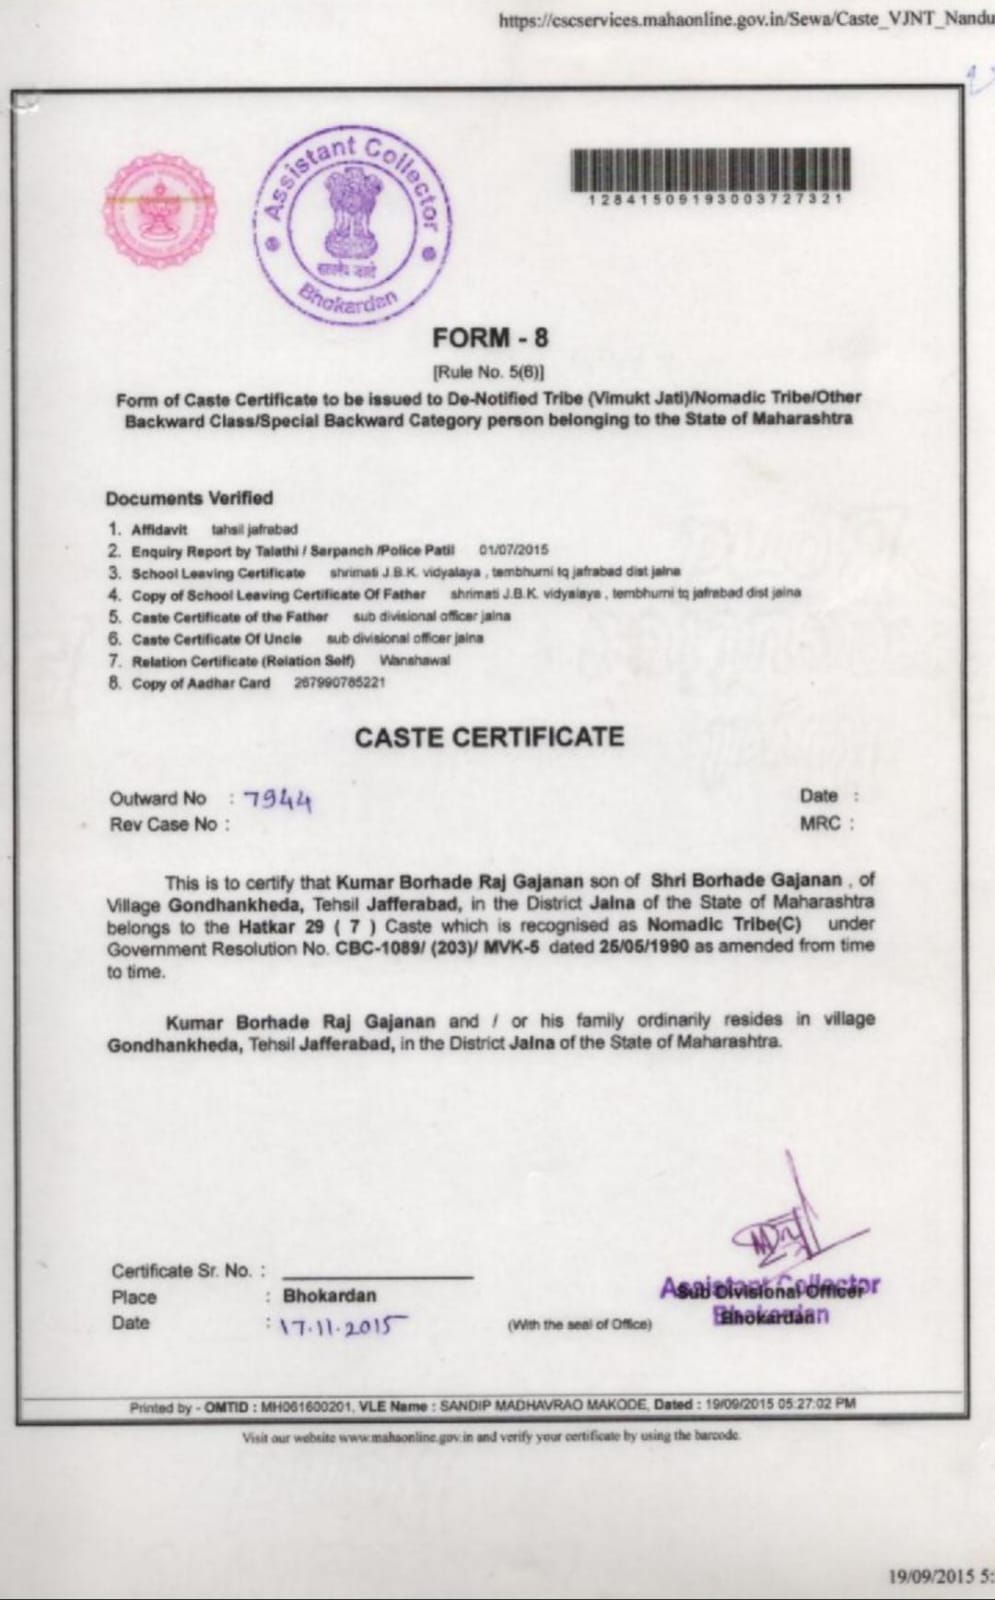 https://cscservices.mahaonline.gov.in/Sewa/Caste_VJNT_Nandu
Assistant Collector
Bhokardan
12841509193003727321
FORM - 8
[Rule No. 5(6)]
Form of Caste Certificate to be issued to De-Notified Tribe (Vimukt Jati)/Nomadic Tribe/Other
Backward Class/Special Backward Category person belonging to the State of Maharashtra
Documents Verified
1. Affidavit tahsil jafrabad
2. Enquiry Report by Talathi / Sarpanch /Police Patil 01/07/2015
3. School Leaving Certificate shrimati J.B.K. vidyalaya , tembhurni tq jafrabad dist jalna
4. Copy of School Leaving Certificate Of Father shrimati J.B.K. vidyalaya , tembhurni tq jafrabad dist jalna
5. Caste Certificate of the Father sub divisional officer jalna
6. Caste Certificate Of Uncle sub divisional officer jalna
7. Relation Certificate (Relation Self) Wanshawal
8. Copy of Aadhar Card 267990785221
CASTE CERTIFICATE
Outward No : 7944 Date :
Rev Case No : MRC :
This is to certify that Kumar Borhade Raj Gajanan son of Shri Borhade Gajanan , of
Village Gondhankheda, Tehsil Jafferabad, in the District Jalna of the State of Maharashtra
belongs to the Hatkar 29 ( 7 ) Caste which is recognised as Nomadic Tribe(C) under
Government Resolution No. CBC-1089/ (203)/ MVK-5 dated 25/05/1990 as amended from time
to time.
Kumar Borhade Raj Gajanan and / or his family ordinarily resides in village
Gondhankheda, Tehsil Jafferabad, in the District Jalna of the State of Maharashtra.
Certificate Sr. No. :
Place : Bhokardan
Date : 17.11.2015
(With the seal of Office)
Assistant Collector
Sub Divisional Officer
Bhokardan
Bhokardan
Printed by - OMTID : MH061600201, VLE Name : SANDIP MADHAVRAO MAKODE, Dated : 19/09/2015 05:27:02 PM
Visit our website www.mahaonline.gov.in and verify your certificate by using the barcode.
19/09/2015 5: